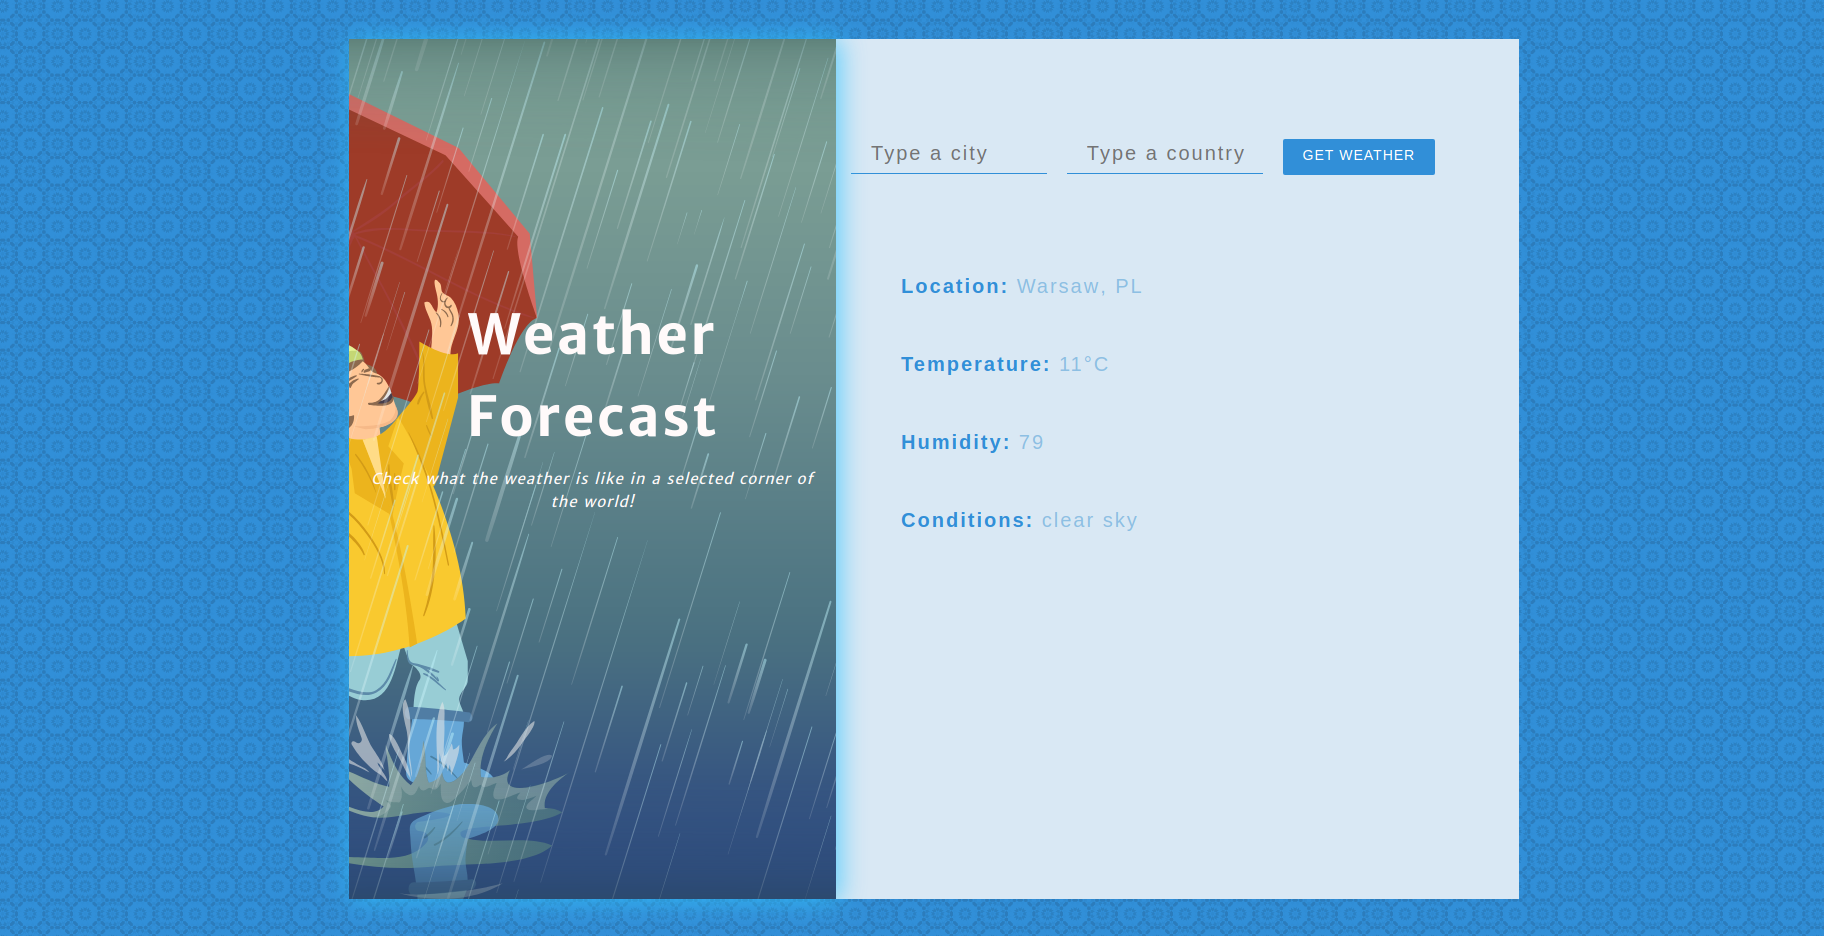 Weather
Forecast
Check what the weather is like in a selected corner of
the world!
Type a city
Type a country
GET WEATHER
Location: Warsaw, PL
Temperature: 11°C
Humidity: 79
Conditions: clear sky